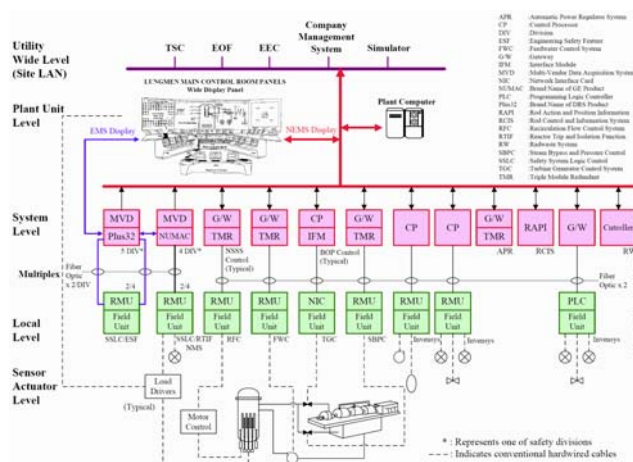 Utility
Wide Level
(Site LAN)
TSC
EOF
EEC
Company
Management
System
Simulator
APR :Automatic Power Regulator System
CP :Control Processor
DIV :Division
ESF :Engineering Safety Feature
FWC :Feedwater Control System
G/W :Gateway
IFM :Interface Module
MVD :Multi-Vendor Data Acquisition System
NIC :Network Interface Card
NUMAC :Brand Name of GE Product
PLC :Programming Logic Controller
Plus32 :Brand Name of DRS Product
RAPI :Rod Action and Position Information
RCIS :Rod Control and Information System
RFC :Recirculation Flow Control System
RTIF :Reactor Trip and Isolation Function
RW :Radwaste System
SBPC :Steam Bypass and Pressure Control
SSLC :Safety System Logic Control
TGC :Turbine Generator Control System
TMR :Triple Module Redundant
Plant Unit
Level
LUNGMEN MAIN CONTROL ROOM PANELS
Wide Display Panel
EMS Display
NEMS Display
Plant Computer
System
Level
MVD
Plus32
MVD
NUMAC
G/W
TMR
G/W
TMR
CP
IFM
G/W
TMR
CP
CP
G/W
TMR
RAPI
G/W
5 DIV*
4 DIV*
NSSS
Control
(Typical)
BOP Control
(Typical)
APR
RCIS
RW
Multiplex
Fiber
Optic
x 2/DIV
2/4
2/4
Fiber
Optic x 2
Local
Level
RMU
Field
Unit
RMU
Field
Unit
RMU
Field
Unit
RMU
Field
Unit
NIC
Field
Unit
RMU
Field
Unit
RMU
Field
Unit
RMU
Field
Unit
PLC
Field
Unit
SSLC/ESF
SSLC/RTIF
NMS
RFC
FWC
TGC
SBPC
Invensys
Invensys
Invensys
Sensor
Actuator
Level
Load
Drivers
(Typical)
Motor
Control
* : Represents one of safety divisions
: Indicates conventional hardwired cables